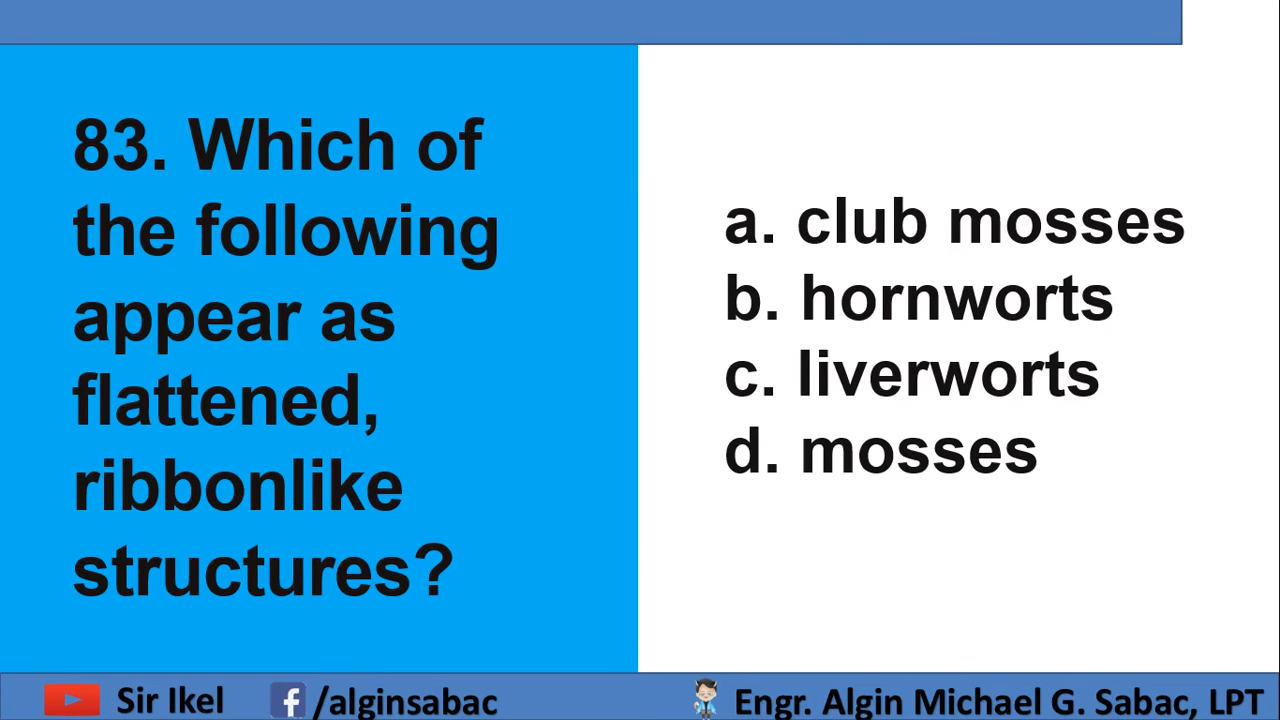 83. Which of
the following
appear as
flattened,
ribbonlike
structures?
a. club mosses
b. hornworts
c. liverworts
d. mosses
Sir Ikel
/alginsabac
Engr. Algin Michael G. Sabac, LPT